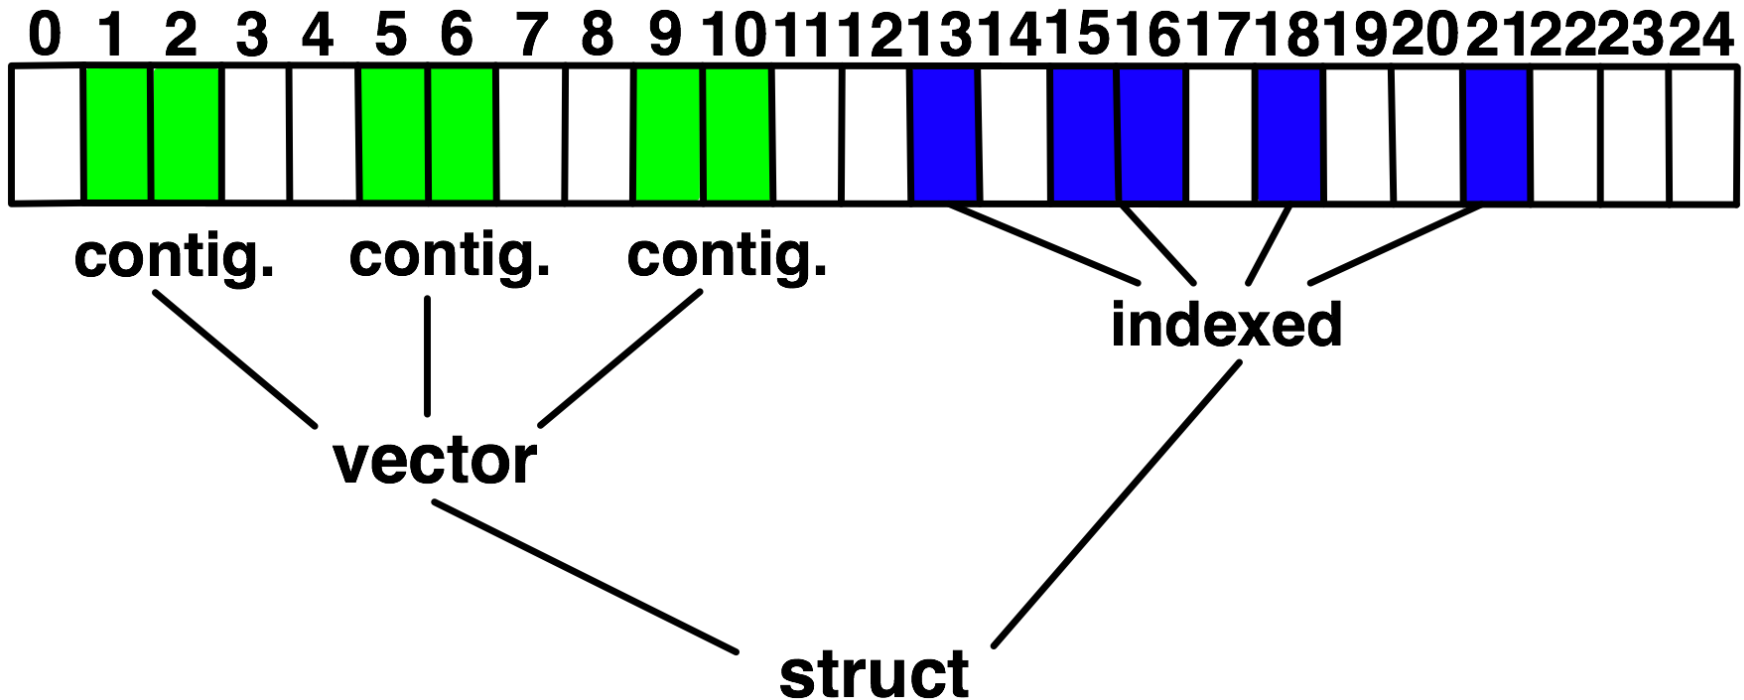 0 1 2 3 4 5 6 7 8 9 10 11 12 13 14 15 16 17 18 19 20 21 22 23 24
contig. contig. contig.
indexed
vector
struct